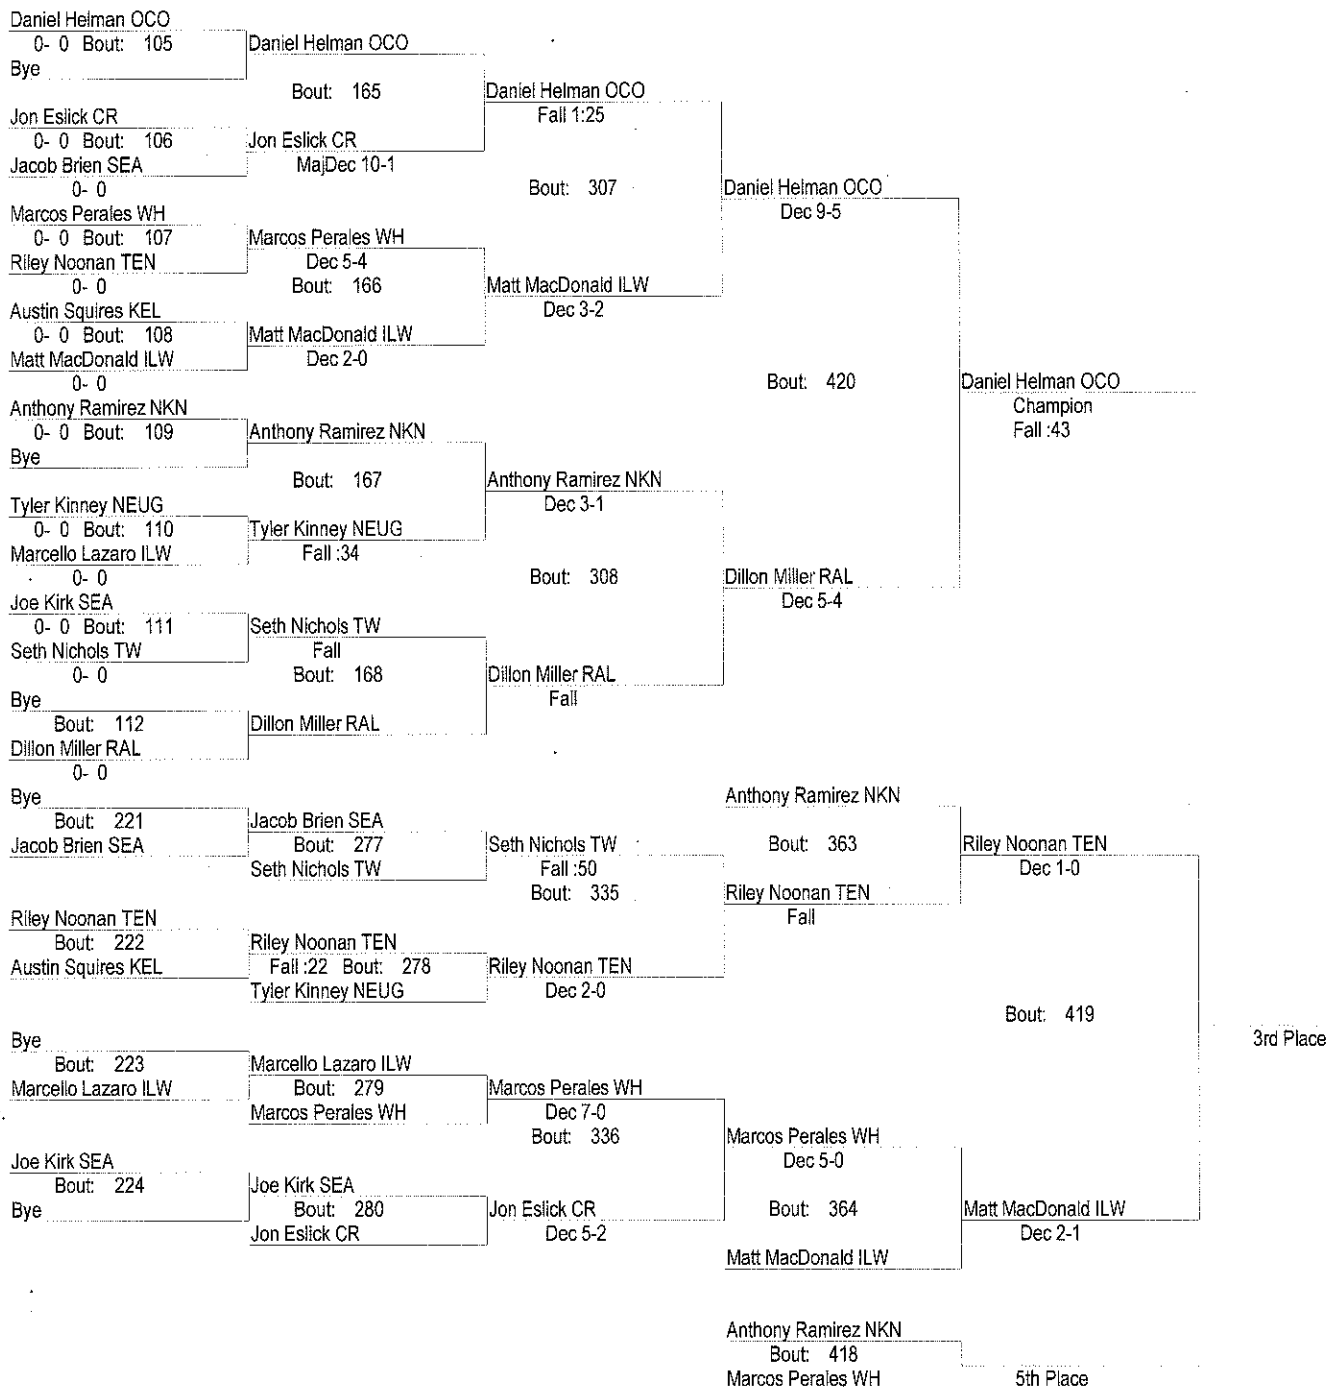 Daniel Helman OCO
0- 0 Bout: 105
Daniel Helman OCO
Bye
Bout: 165
Daniel Helman OCO
Fall 1:25
Jon Eslick CR
0- 0 Bout: 106
Jon Eslick CR
Jacob Brien SEA
MajDec 10-1
0- 0
Bout: 307
Daniel Helman OCO
Dec 9-5
Marcos Perales WH
0- 0 Bout: 107
Marcos Perales WH
Riley Noonan TEN
Dec 5-4
0- 0
Bout: 166
Matt MacDonald ILW
Dec 3-2
Austin Squires KEL
0- 0 Bout: 108
Matt MacDonald ILW
Matt MacDonald ILW
Dec 2-0
0- 0
Bout: 420
Daniel Helman OCO
Champion
Fall :43
Anthony Ramirez NKN
0- 0 Bout: 109
Anthony Ramirez NKN
Bye
Bout: 167
Anthony Ramirez NKN
Dec 3-1
Tyler Kinney NEUG
0- 0 Bout: 110
Tyler Kinney NEUG
Marcello Lazaro ILW
Fall :34
0- 0
Bout: 308
Dillon Miller RAL
Dec 5-4
Joe Kirk SEA
0- 0 Bout: 111
Seth Nichols TW
Seth Nichols TW
Fall
0- 0
Bout: 168
Dillon Miller RAL
Fall
Bye
Bout: 112
Dillon Miller RAL
Dillon Miller RAL
0- 0
Bye
Anthony Ramirez NKN
Bout: 221
Jacob Brien SEA
Jacob Brien SEA
Bout: 277
Seth Nichols TW
Bout: 363
Riley Noonan TEN
Seth Nichols TW
Fall :50
Dec 1-0
Bout: 335
Riley Noonan TEN
Fall
Riley Noonan TEN
Bout: 222
Riley Noonan TEN
Austin Squires KEL
Fall :22 Bout: 278
Riley Noonan TEN
Tyler Kinney NEUG
Dec 2-0
Bout: 419
3rd Place
Bye
Bout: 223
Marcello Lazaro ILW
Marcello Lazaro ILW
Bout: 279
Marcos Perales WH
Marcos Perales WH
Dec 7-0
Bout: 336
Marcos Perales WH
Dec 5-0
Joe Kirk SEA
Bout: 224
Joe Kirk SEA
Bye
Bout: 280
Jon Eslick CR
Bout: 364
Matt MacDonald ILW
Jon Eslick CR
Dec 5-2
Dec 2-1
Matt MacDonald ILW
Anthony Ramirez NKN
Bout: 418
Marcos Perales WH
5th Place